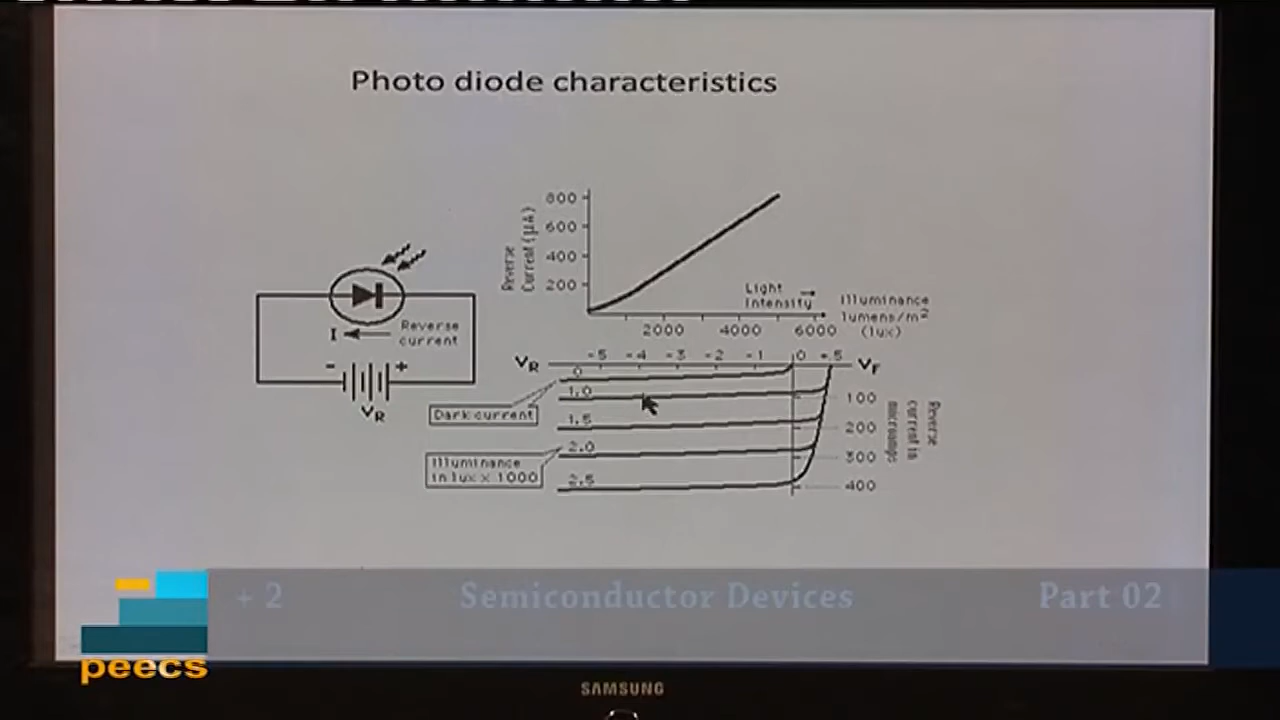 Photo diode characteristics
Reverse
Current (µA)
800
600
400
200
Light
Intensity
2000 4000 6000
Illuminance
lumens/m²
(lux)
I
Reverse
current
- +
VR
VR -5 -4 -3 -2 -1 0 +.5 VF
0
1.0
1.5
2.0
2.5
Dark current
Illuminance
in lux x 1000
100
200
300
400
Reverse
current in
microamps
+ 2 Semiconductor Devices Part 02
peecs
SAMSUNG